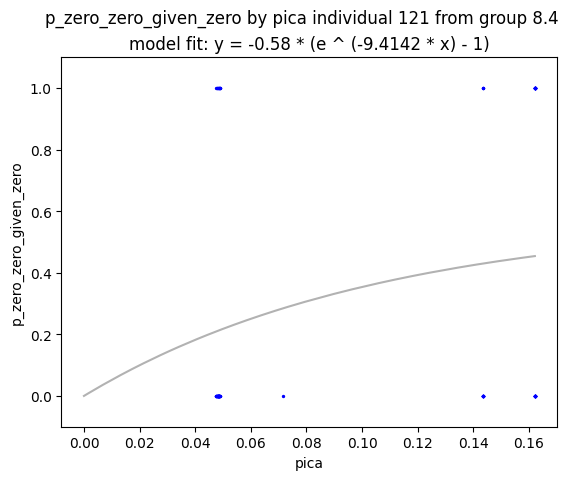 p_zero_zero_given_zero by pica individual 121 from group 8.4
model fit: y = -0.58 * (e ^ (-9.4142 * x) - 1)
1.0
0.8
0.6
0.4
0.2
0.0
p_zero_zero_given_zero
0.00 0.02 0.04 0.06 0.08 0.10 0.12 0.14 0.16
pica